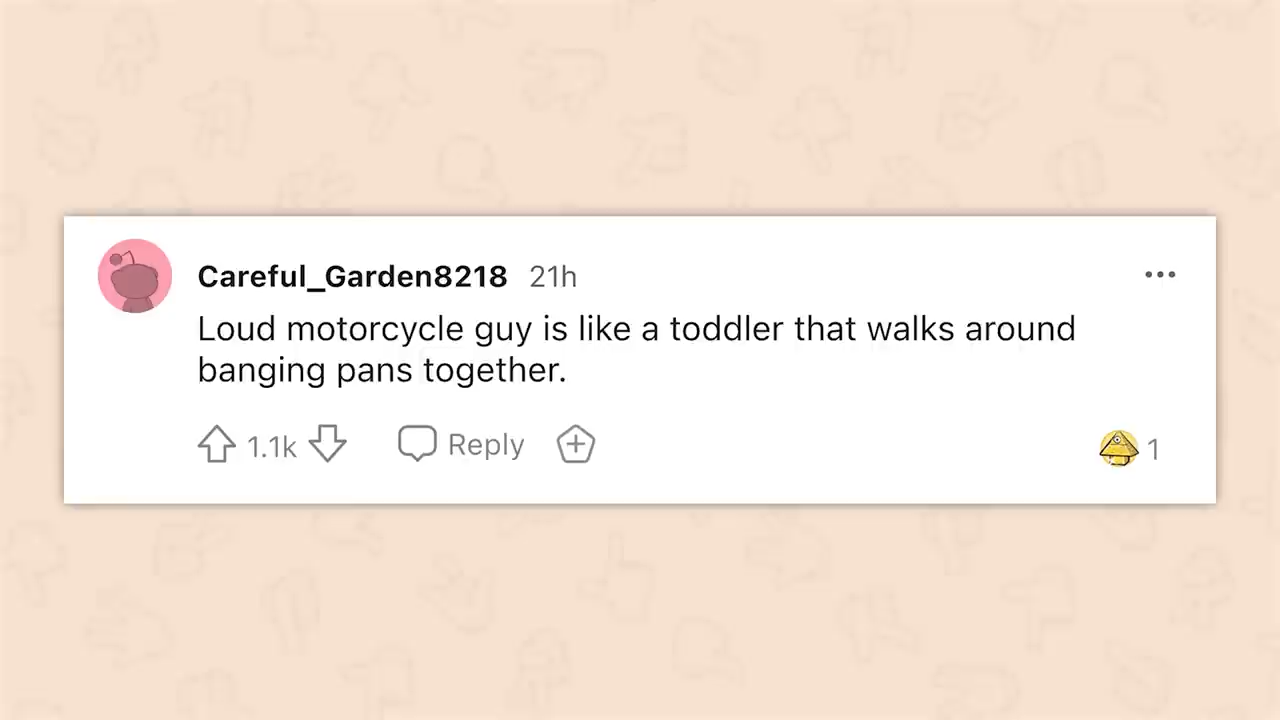 Careful_Garden8218 21h
Loud motorcycle guy is like a toddler that walks around
banging pans together.
1.1k Reply 1